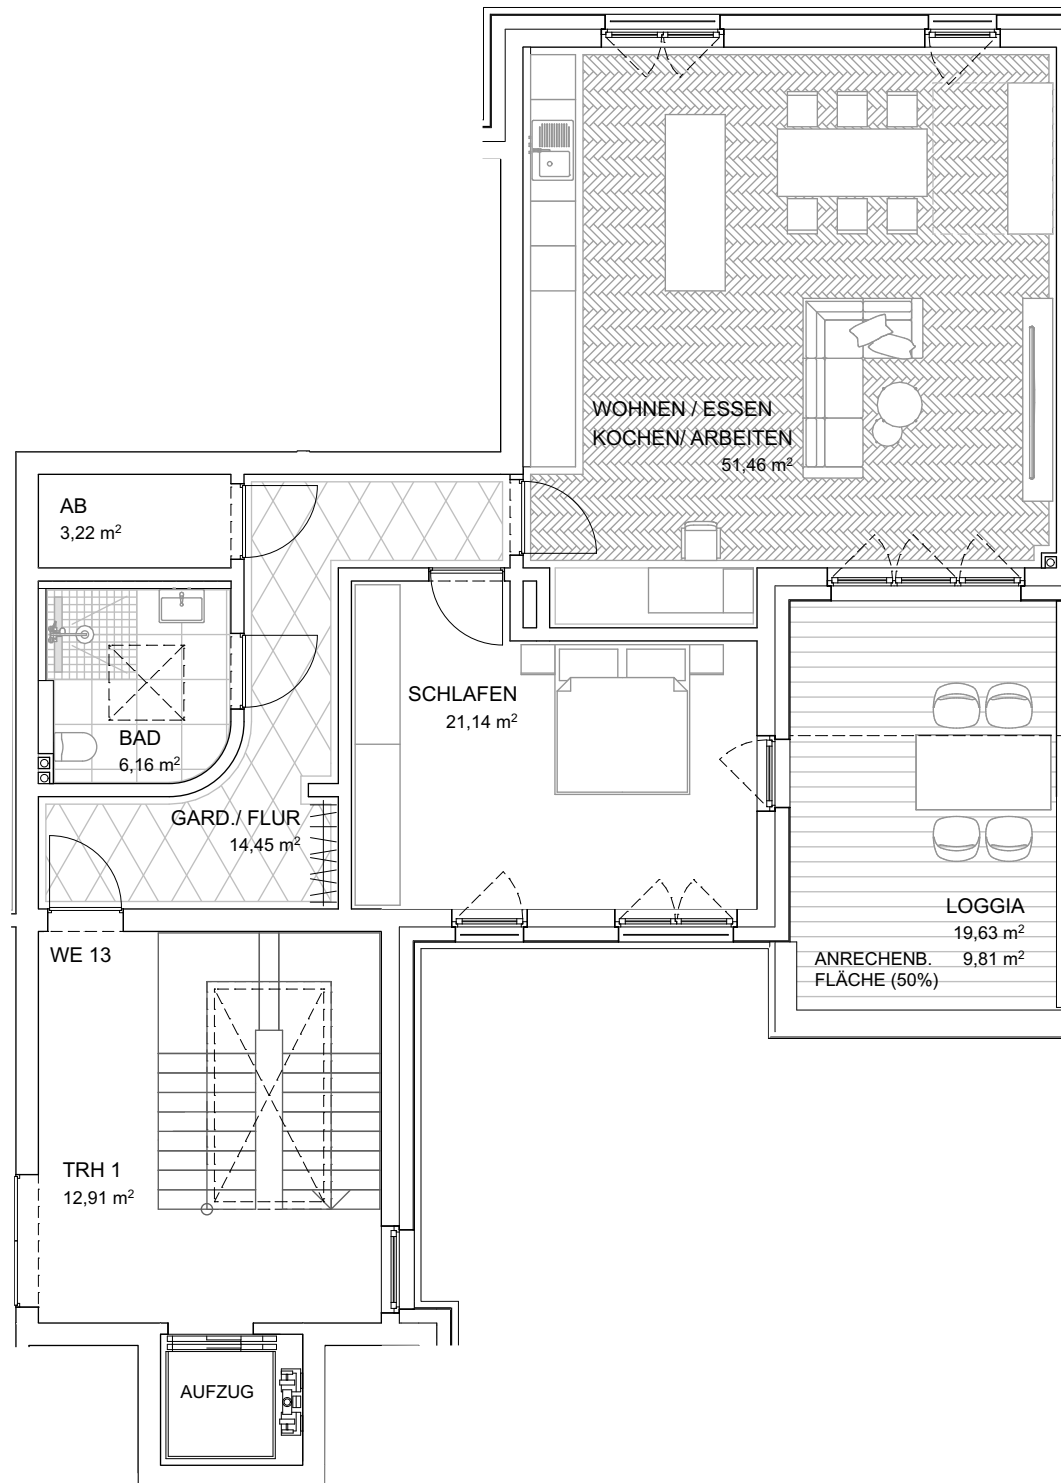 WOHNEN / ESSEN
KOCHEN/ ARBEITEN
51,46 m²
AB
3,22 m²
SCHLAFEN
21,14 m²
BAD
6,16 m²
GARD./ FLUR
14,45 m²
LOGGIA
19,63 m²
ANRECHENB. 9,81 m²
FLÄCHE (50%)
WE 13
TRH 1
12,91 m²
AUFZUG